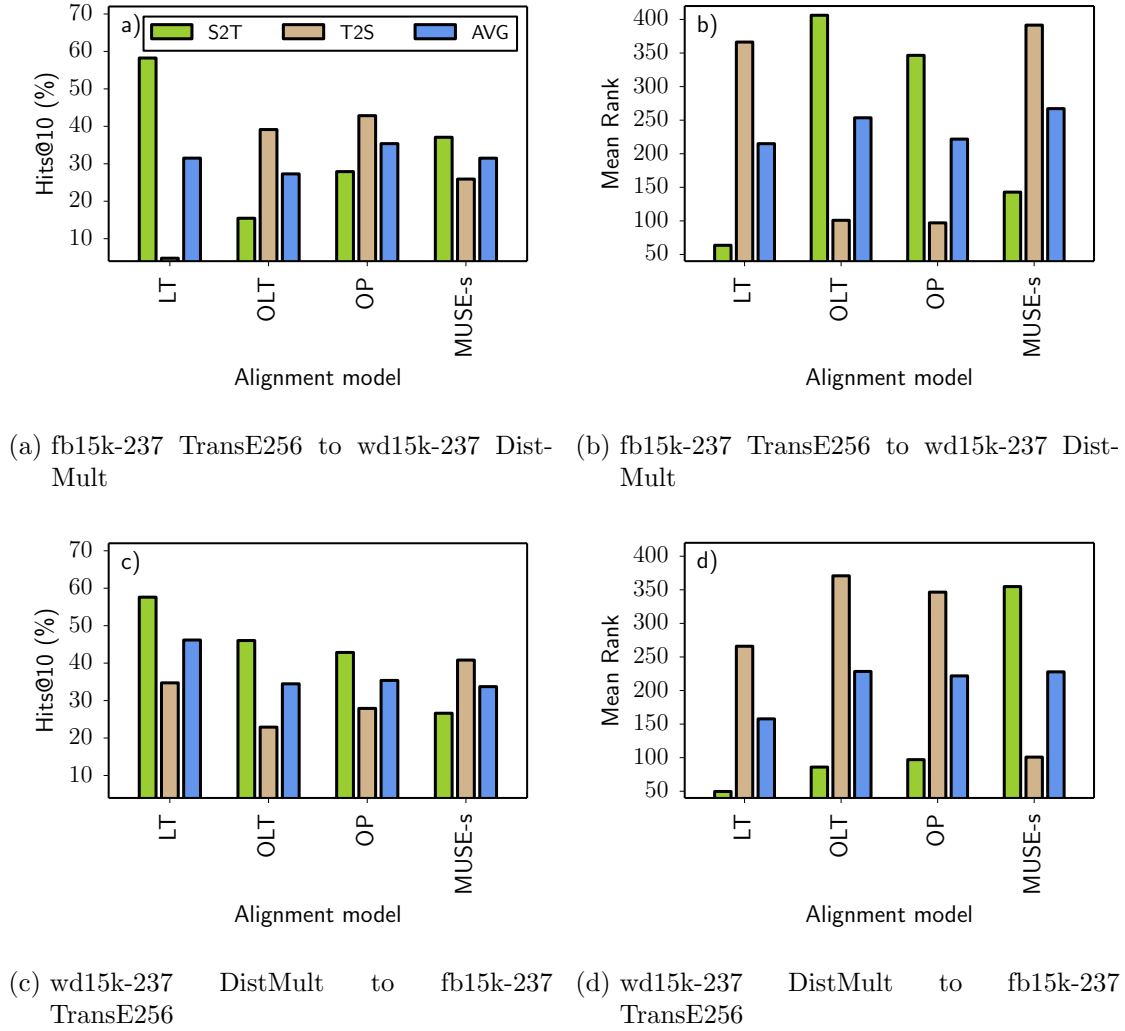 a)
S2T T2S AVG
70
60
50
40
30
20
10
Hits@10 (%)
LT OLT OP MUSE-s
Alignment model
b)
400
350
300
250
200
150
100
50
Mean Rank
LT OLT OP MUSE-s
Alignment model
(a) fb15k-237 TransE256 to wd15k-237 Dist-
Mult
(b) fb15k-237 TransE256 to wd15k-237 Dist-
Mult
c)
70
60
50
40
30
20
10
Hits@10 (%)
LT OLT OP MUSE-s
Alignment model
d)
400
350
300
250
200
150
100
50
Mean Rank
LT OLT OP MUSE-s
Alignment model
(c) wd15k-237 DistMult to fb15k-237
TransE256
(d) wd15k-237 DistMult to fb15k-237
TransE256